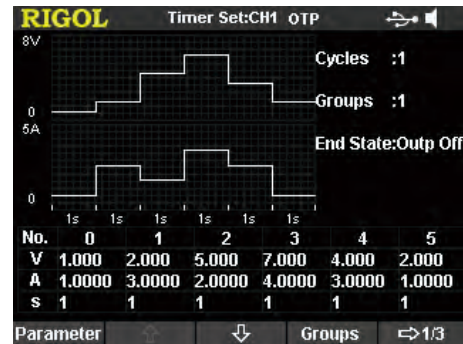 RIGOL Timer Set:CH1 OTP
8V
Cycles :1
Groups :1
0
5A
End State:Outp Off
0
1s 1s 1s 1s 1s 1s
No. 0 1 2 3 4 5
V 1.000 2.000 5.000 7.000 4.000 2.000
A 1.0000 3.0000 2.0000 4.0000 3.0000 1.0000
s 1 1 1 1 1 1
Parameter Groups 1/3